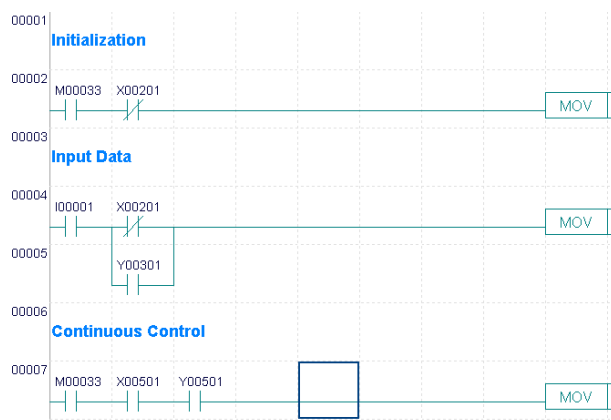 00001
Initialization
00002
M00033 X00201
MOV
00003
Input Data
00004
I00001 X00201
MOV
00005
Y00301
00006
Continuous Control
00007
M00033 X00501 Y00501
MOV